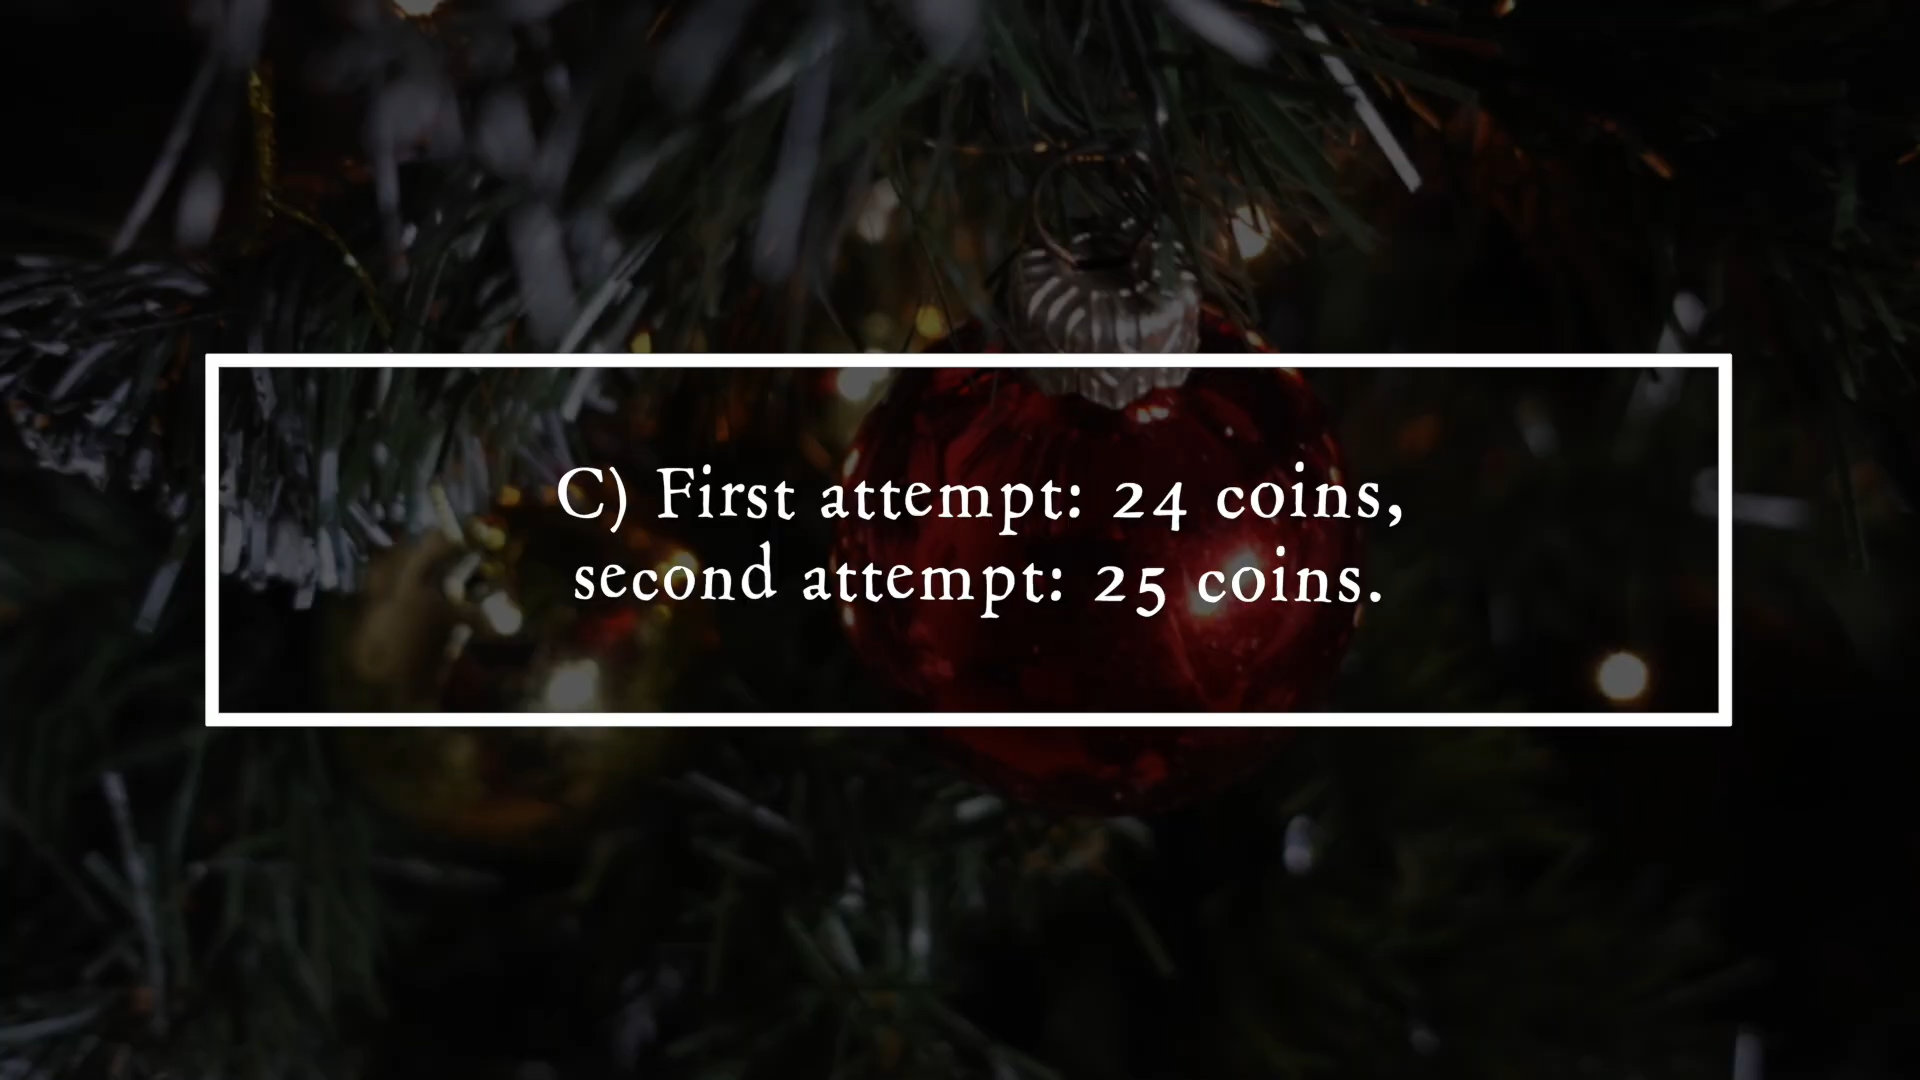 C) First attempt: 24 coins,
second attempt: 25 coins.